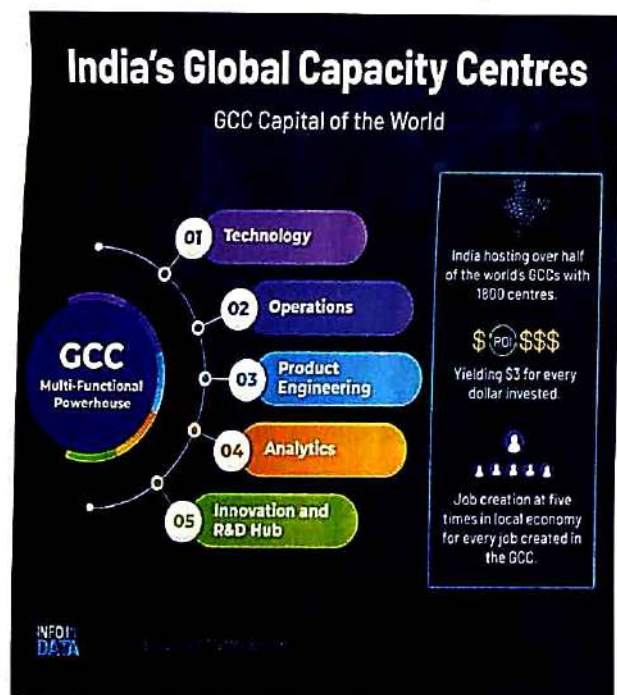 India's Global Capacity Centres
GCC Capital of the World
01 Technology
02 Operations
03 Product
Engineering
04 Analytics
05 Innovation and
R&D Hub
GCC
Multi-Functional
Powerhouse
India hosting over half
of the world's GCCs with
1800 centres.
$ ROI $$$
Yielding $3 for every
dollar invested.
Job creation at five
times in local economy
for every job created in
the GCC.
INFO IN
DATA